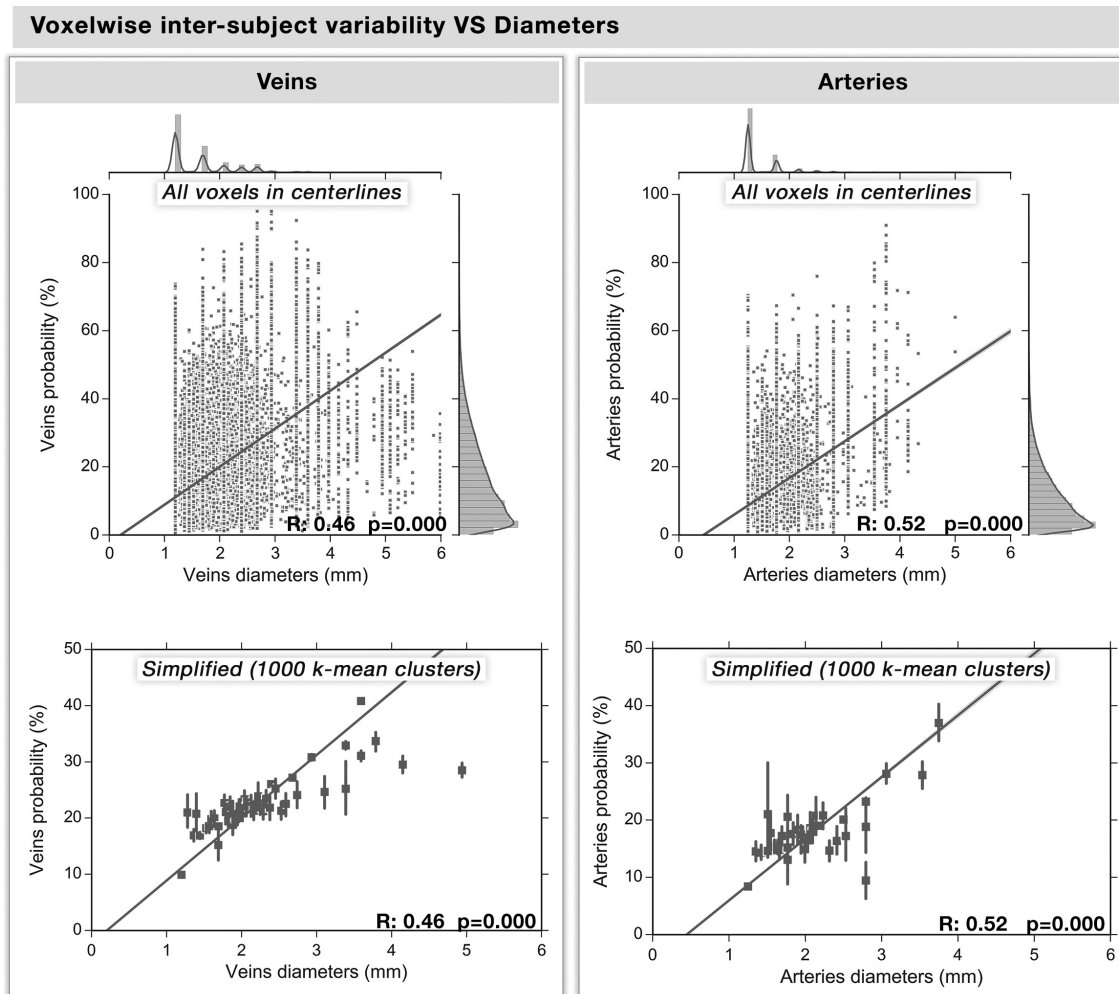 Voxelwise inter-subject variability VS Diameters
Veins
All voxels in centerlines
100
80
60
40
20
0
Veins probability (%)
R: 0.46 p=0.000
0 1 2 3 4 5 6
Veins diameters (mm)
Simplified (1000 k-mean clusters)
50
40
30
20
10
0
Veins probability (%)
R: 0.46 p=0.000
0 1 2 3 4 5 6
Veins diameters (mm)
Arteries
All voxels in centerlines
100
80
60
40
20
0
Arteries probability (%)
R: 0.52 p=0.000
0 1 2 3 4 5 6
Arteries diameters (mm)
Simplified (1000 k-mean clusters)
50
40
30
20
10
0
Arteries probability (%)
R: 0.52 p=0.000
0 1 2 3 4 5 6
Arteries diameters (mm)